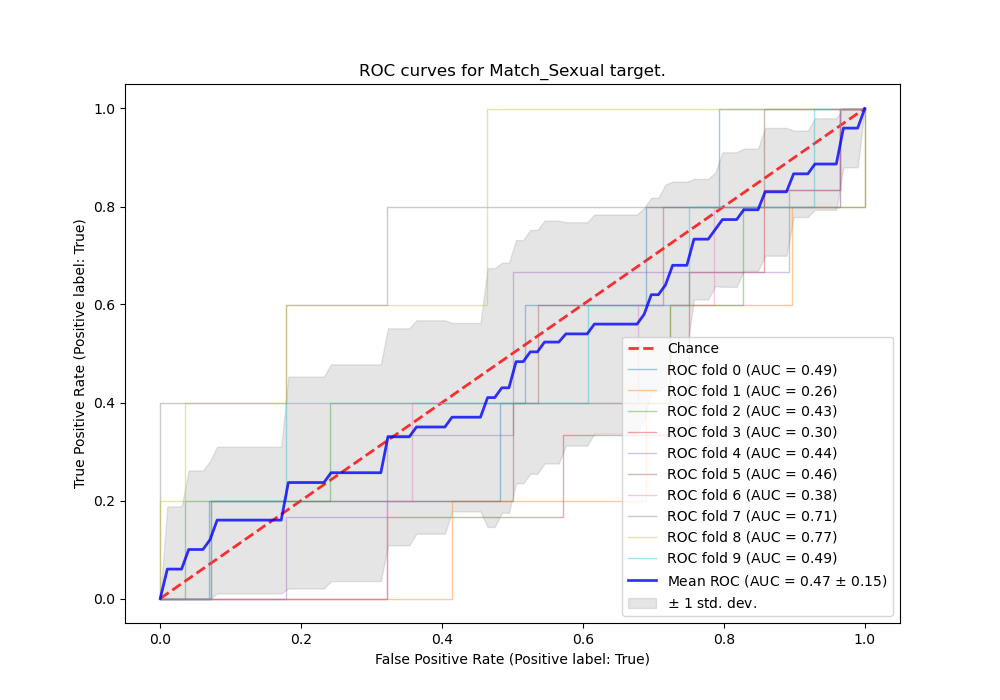 ROC curves for Match_Sexual target.
True Positive Rate (Positive label: True)
1.0
0.8
0.6
0.4
0.2
0.0
Chance
ROC fold 0 (AUC = 0.49)
ROC fold 1 (AUC = 0.26)
ROC fold 2 (AUC = 0.43)
ROC fold 3 (AUC = 0.30)
ROC fold 4 (AUC = 0.44)
ROC fold 5 (AUC = 0.46)
ROC fold 6 (AUC = 0.38)
ROC fold 7 (AUC = 0.71)
ROC fold 8 (AUC = 0.77)
ROC fold 9 (AUC = 0.49)
Mean ROC (AUC = 0.47 ± 0.15)
± 1 std. dev.
0.0 0.2 0.4 0.6 0.8 1.0
False Positive Rate (Positive label: True)